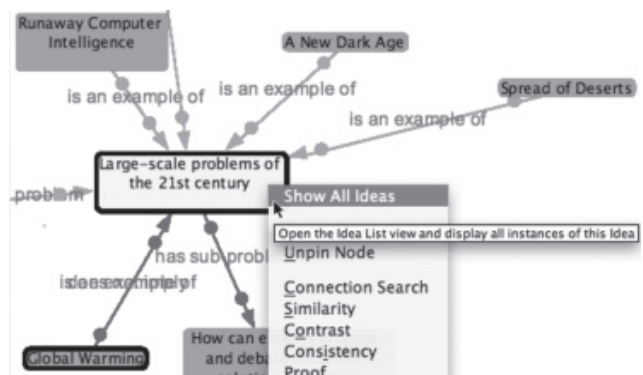 Runaway Computer
Intelligence
A New Dark Age
is an example of
is an example of
Spread of Deserts
is an example of
Large-scale problems of
the 21st century
problem
Show All Ideas
Open the Idea List view and display all instances of this Idea
Unpin Node
has sub-probl
Connection Search
Similarity
Contrast
Consistency
Proof
Global Warming
How can e
and deba